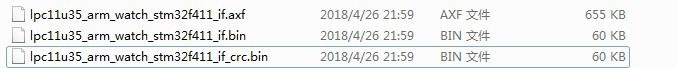 lpc11u35_arm_watch_stm32f411_if.axf 2018/4/26 21:59 AXF 文件 655 KB
lpc11u35_arm_watch_stm32f411_if.bin 2018/4/26 21:59 BIN 文件 60 KB
lpc11u35_arm_watch_stm32f411_if_crc.bin 2018/4/26 21:59 BIN 文件 60 KB